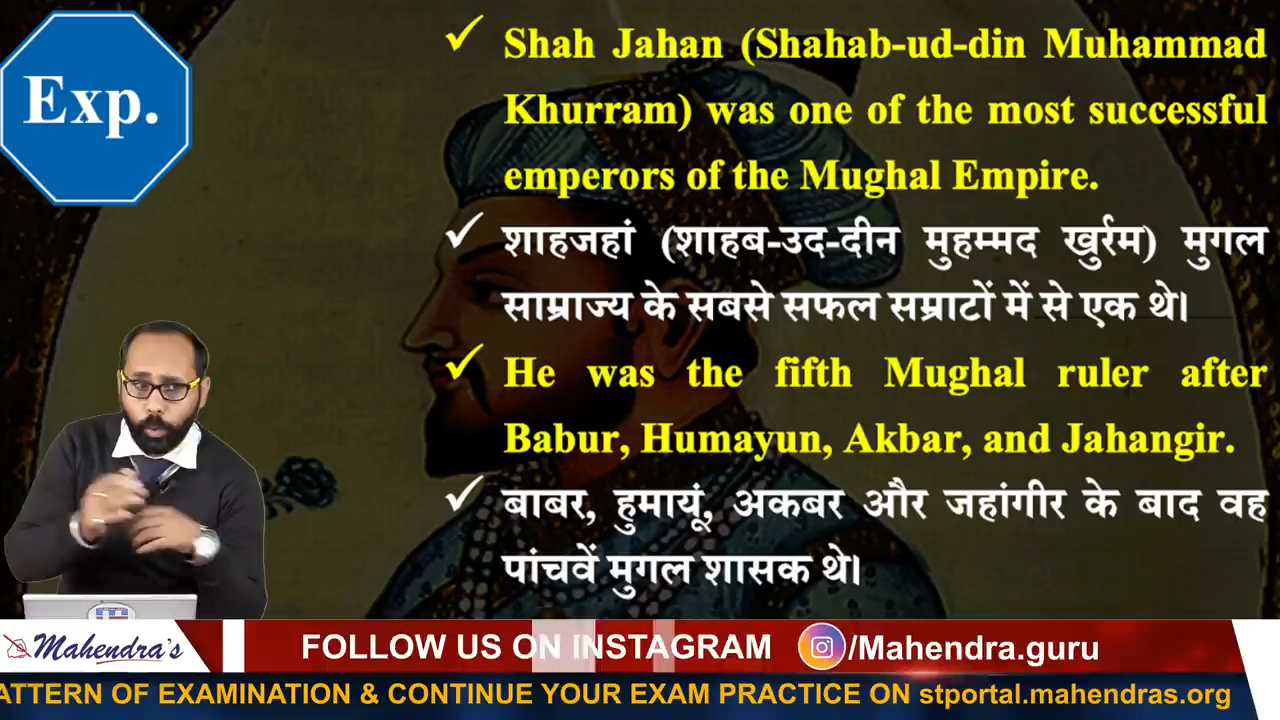 Exp.
Shah Jahan (Shahab-ud-din Muhammad
Khurram) was one of the most successful
emperors of the Mughal Empire.
शाहजहां (शाहब-उद-दीन मुहम्मद खुर्रम) मुगल
साम्राज्य के सबसे सफल सम्राटों में से एक थे।
He was the fifth Mughal ruler after
Babur, Humayun, Akbar, and Jahangir.
बाबर, हुमायूं, अकबर और जहांगीर के बाद वह
पांचवें मुगल शासक थे।
Mahendra's
FOLLOW US ON INSTAGRAM /Mahendra.guru
ATTERN OF EXAMINATION & CONTINUE YOUR EXAM PRACTICE ON stportal.mahendras.org